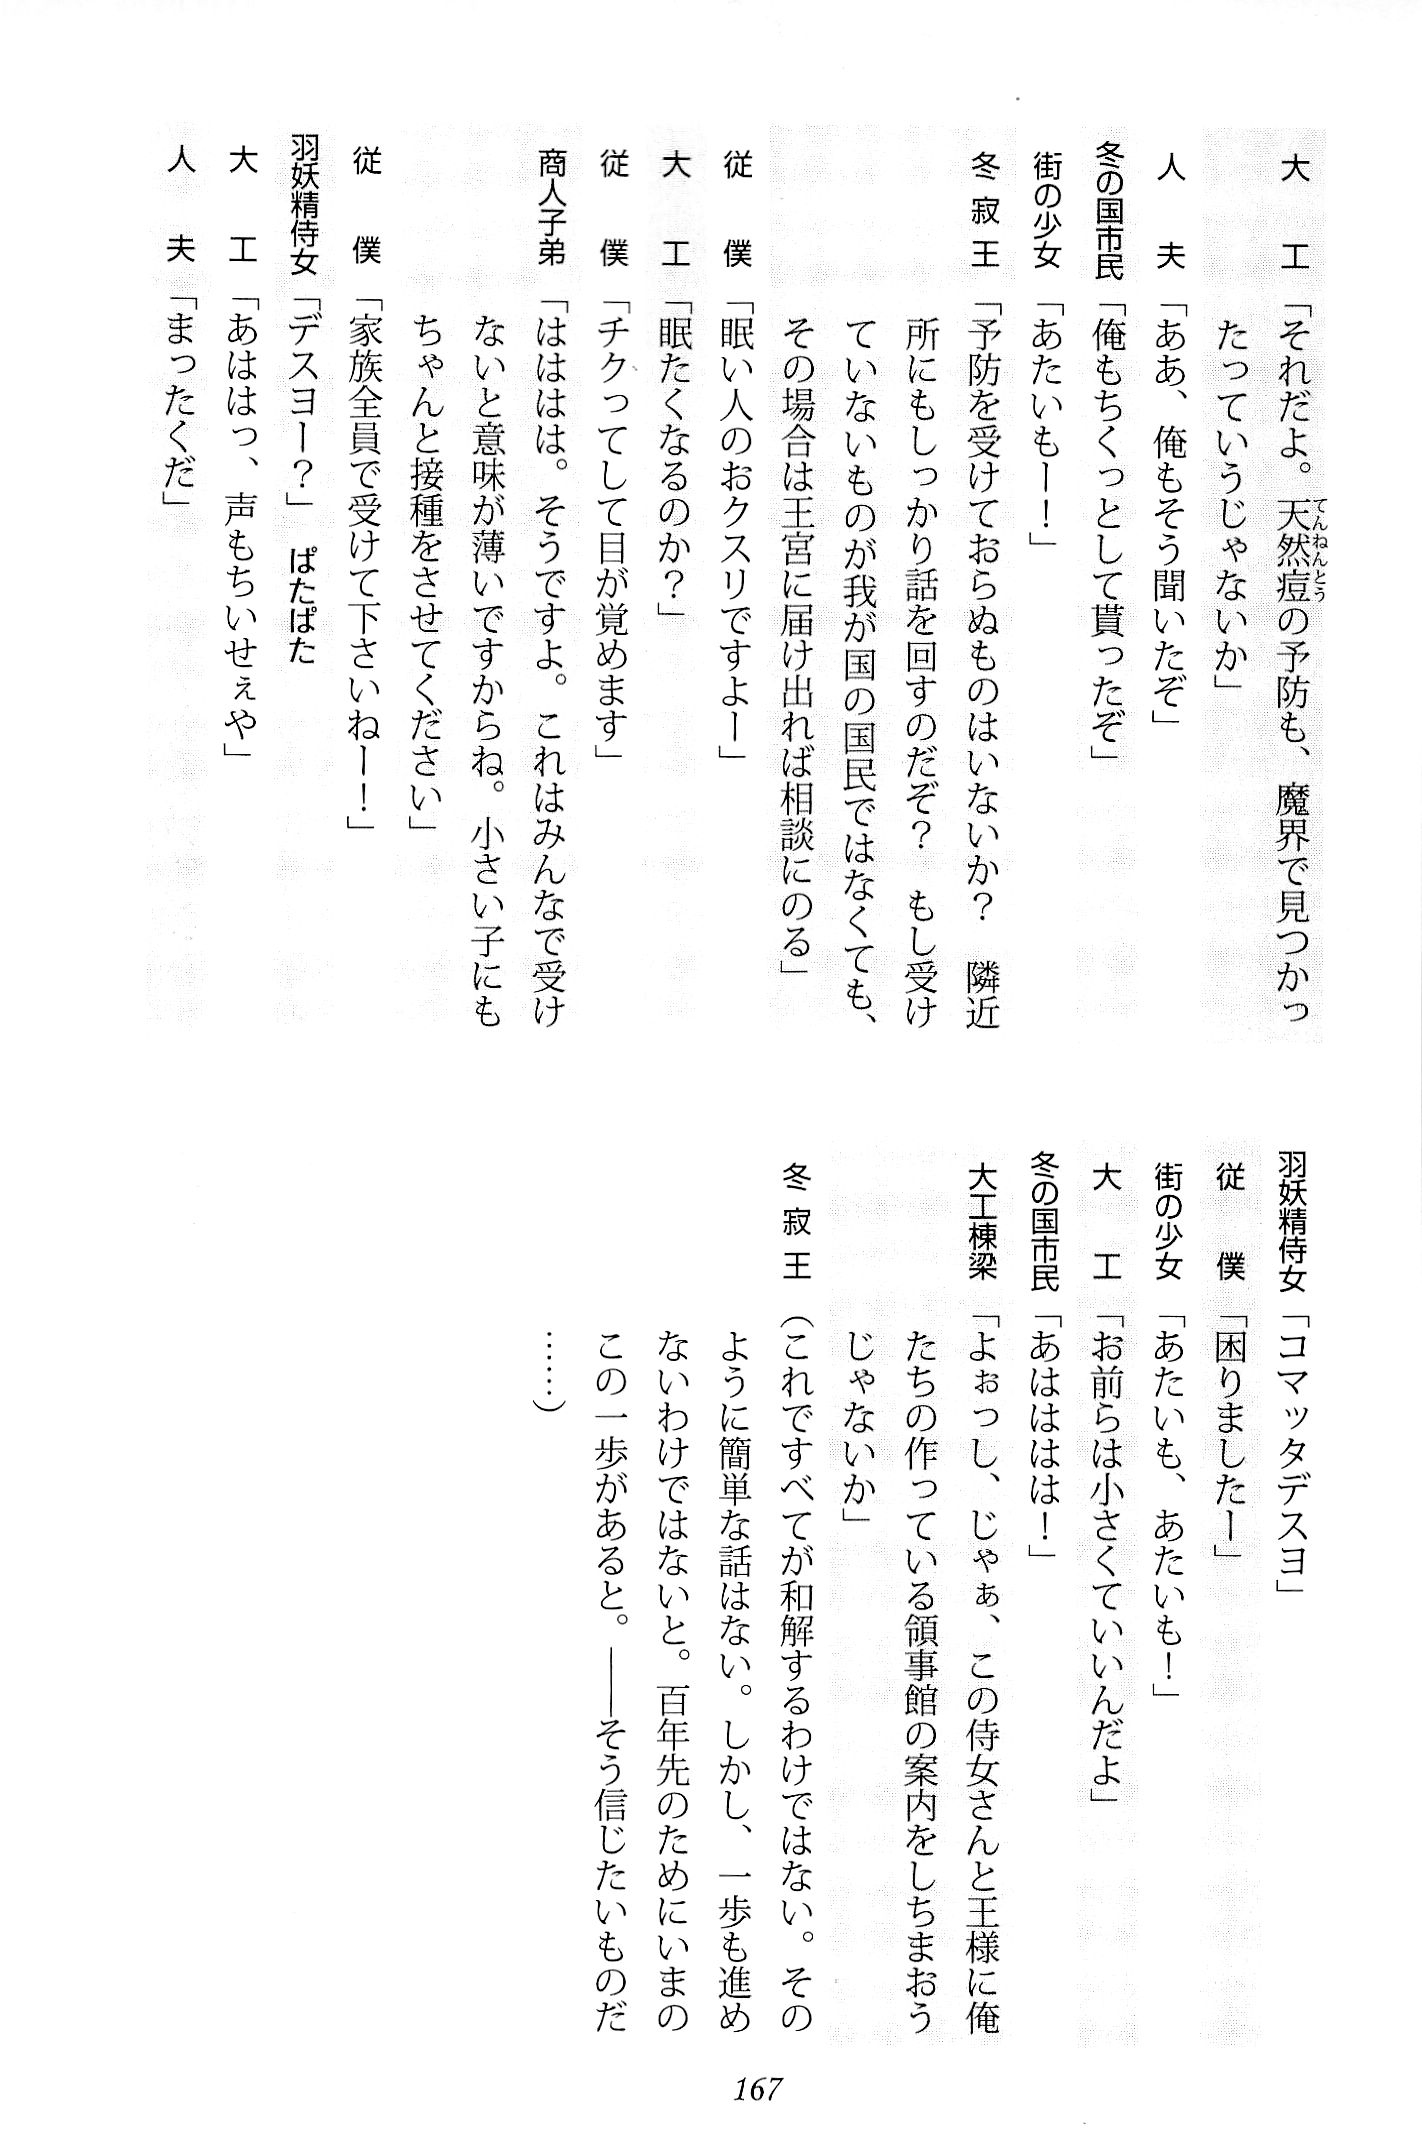 大工「それだよ。天然痘の予防も、魔界で見つかっ
てんねんとう
たっていうじゃないか」
人夫「ああ、俺もそう聞いたぞ」
冬の国市民「俺もちくっとして貰ったぞ」
街の少女「あたいもー！」
冬寂王「予防を受けておらぬものはいないか？　隣近
所にもしっかり話を回すのだぞ？　もし受け
ていないものが我が国の国民ではなくても、
その場合は王宮に届け出れば相談にのる」
従僕「眠い人のおクスリですよー」
大工「眠たくなるのか？」
従僕「チクってして目が覚めます」
商人子弟「はははは。そうですよ。これはみんなで受け
ないと意味が薄いですからね。小さい子にも
ちゃんと接種をさせてください」
従僕「家族全員で受けて下さいねー！」
羽妖精侍女「デスヨー？」　ぱたぱた
大工「あははっ、声もちいせぇや」
人夫「まったくだ」
羽妖精侍女「コマッタデスヨ」
従僕「困りましたー」
街の少女「あたいも、あたいも！」
大工「お前らは小さくていいんだよ」
冬の国市民「あはははは！」
大工棟梁「よぉっし、じゃぁ、この侍女さんと王様に俺
たちの作っている領事館の案内をしちまおう
じゃないか」
冬寂王（これですべてが和解するわけではない。その
ように簡単な話はない。しかし、一歩も進め
ないわけではないと。百年先のためにいまの
この一歩があると。――そう信じたいものだ
……）
167